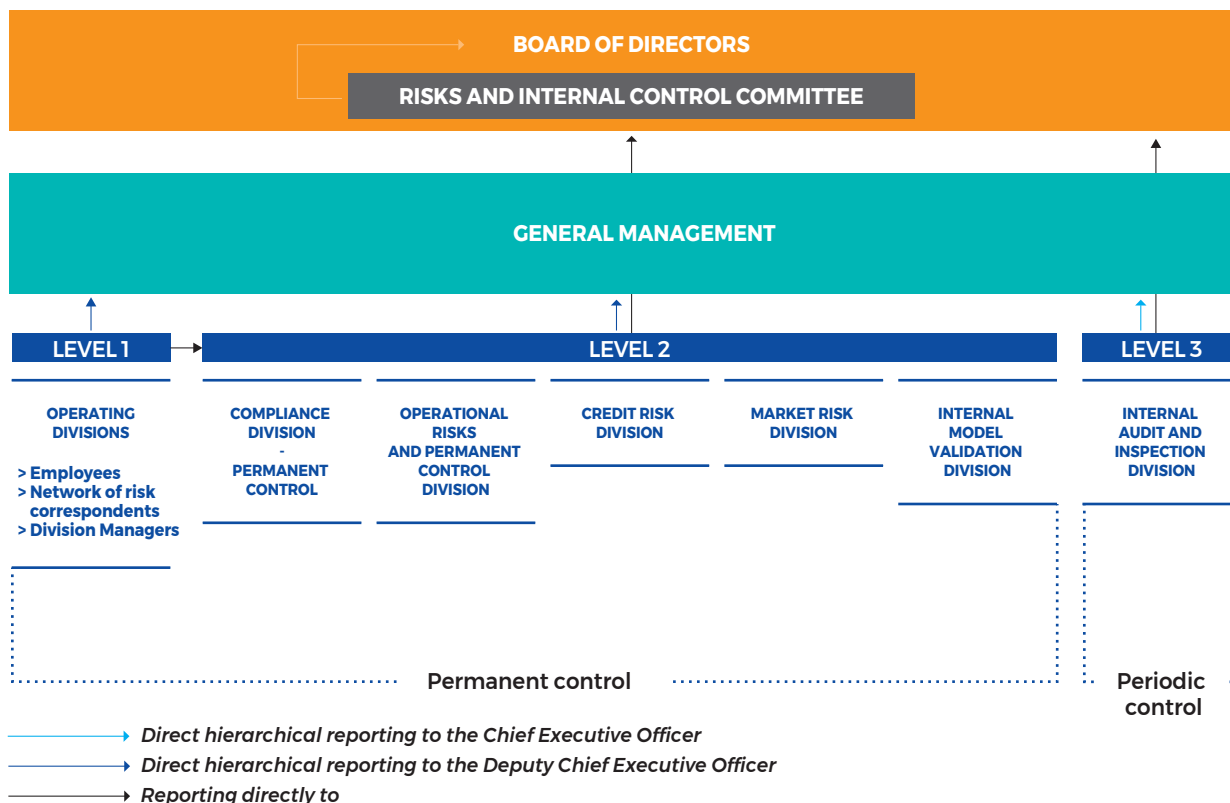 BOARD OF DIRECTORS
RISKS AND INTERNAL CONTROL COMMITTEE
GENERAL MANAGEMENT
LEVEL 1
LEVEL 2
LEVEL 3
OPERATING
DIVISIONS
> Employees
> Network of risk
correspondents
> Division Managers
COMPLIANCE
DIVISION
-
PERMANENT
CONTROL
OPERATIONAL
RISKS
AND PERMANENT
CONTROL
DIVISION
CREDIT RISK
DIVISION
MARKET RISK
DIVISION
INTERNAL
MODEL
VALIDATION
DIVISION
INTERNAL
AUDIT AND
INSPECTION
DIVISION
Permanent control
Periodic
control
Direct hierarchical reporting to the Chief Executive Officer
Direct hierarchical reporting to the Deputy Chief Executive Officer
Reporting directly to